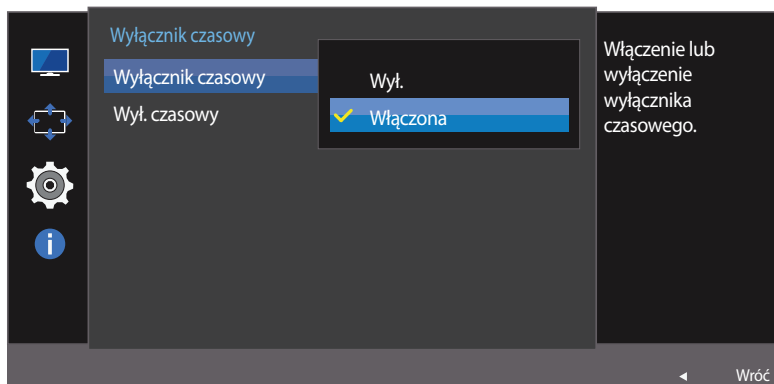 Wyłącznik czasowy
Wyłącznik czasowy
Wył. czasowy
Wył.
Włączona
Włączenie lub
wyłączenie
wyłącznika
czasowego.
Wróć